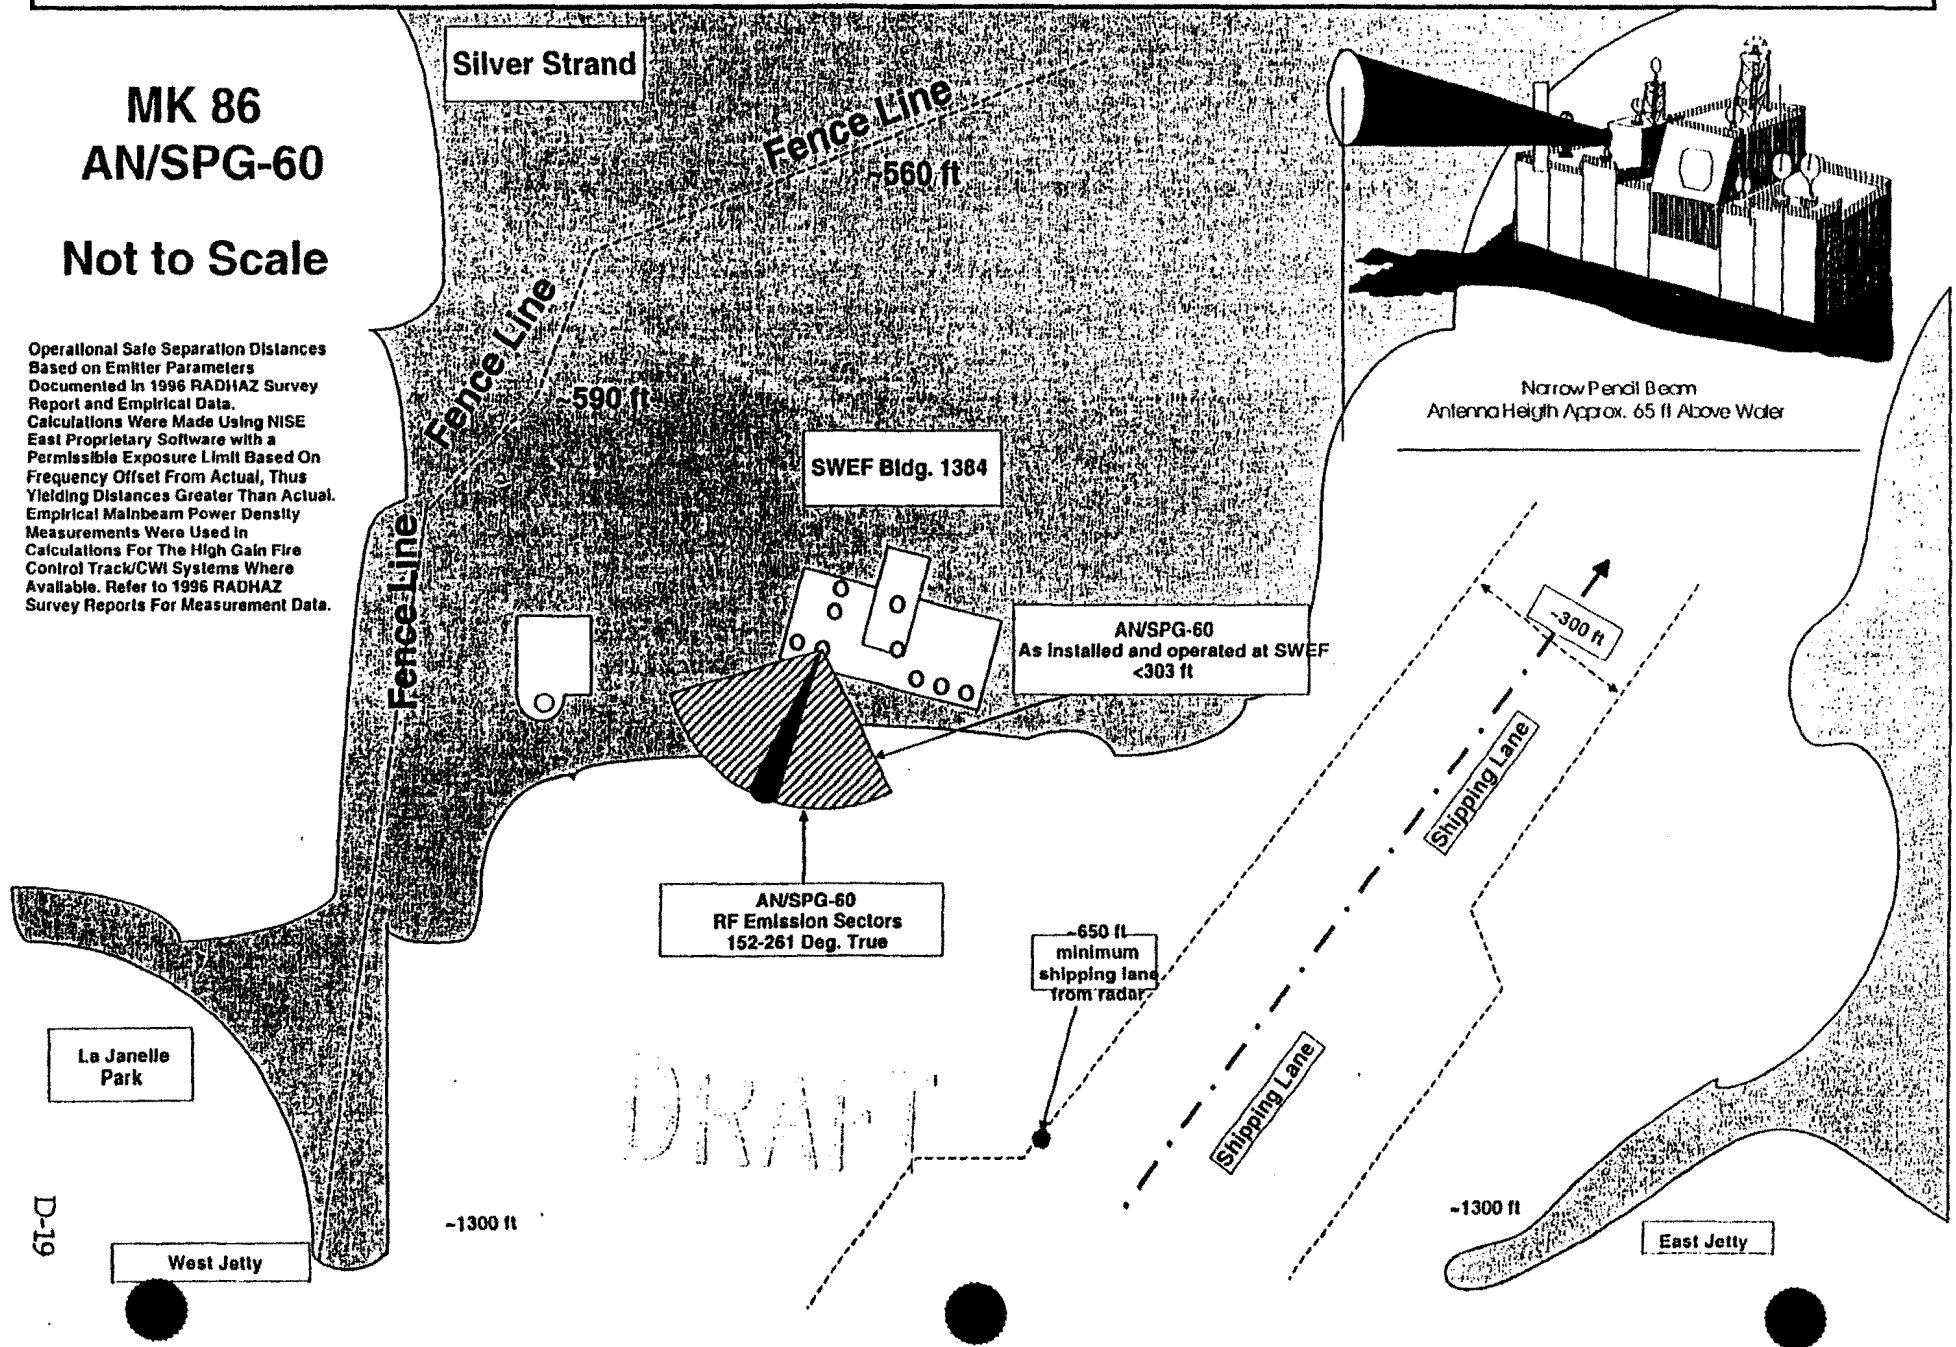 MK 86
AN/SPG-60
Not to Scale
Operational Safe Separation Distances
Based on Emitter Parameters
Documented in 1996 RADHAZ Survey
Report and Empirical Data.
Calculations Were Made Using NISE
East Proprietary Software with a
Permissible Exposure Limit Based On
Frequency Offset From Actual, Thus
Yielding Distances Greater Than Actual.
Empirical Mainbeam Power Density
Measurements Were Used in
Calculations For The High Gain Fire
Control Track/CWI Systems Where
Available. Refer to 1996 RADHAZ
Survey Reports For Measurement Data.
Silver Strand
Fence Line
~560 ft
Fence Line
~590 ft
Fence Line
Narrow Pencil Beam
Antenna Heigth Approx. 65 ft Above Water
SWEF Bldg. 1384
AN/SPG-60
As installed and operated at SWEF
<303 ft
~300 ft
Shipping Lane
AN/SPG-60
RF Emission Sectors
152-261 Deg. True
~650 ft
minimum
shipping lane
from radar
Shipping Lane
La Janelle
Park
DRAFT
D-19
~1300 ft
~1300 ft
West Jetty
East Jetty